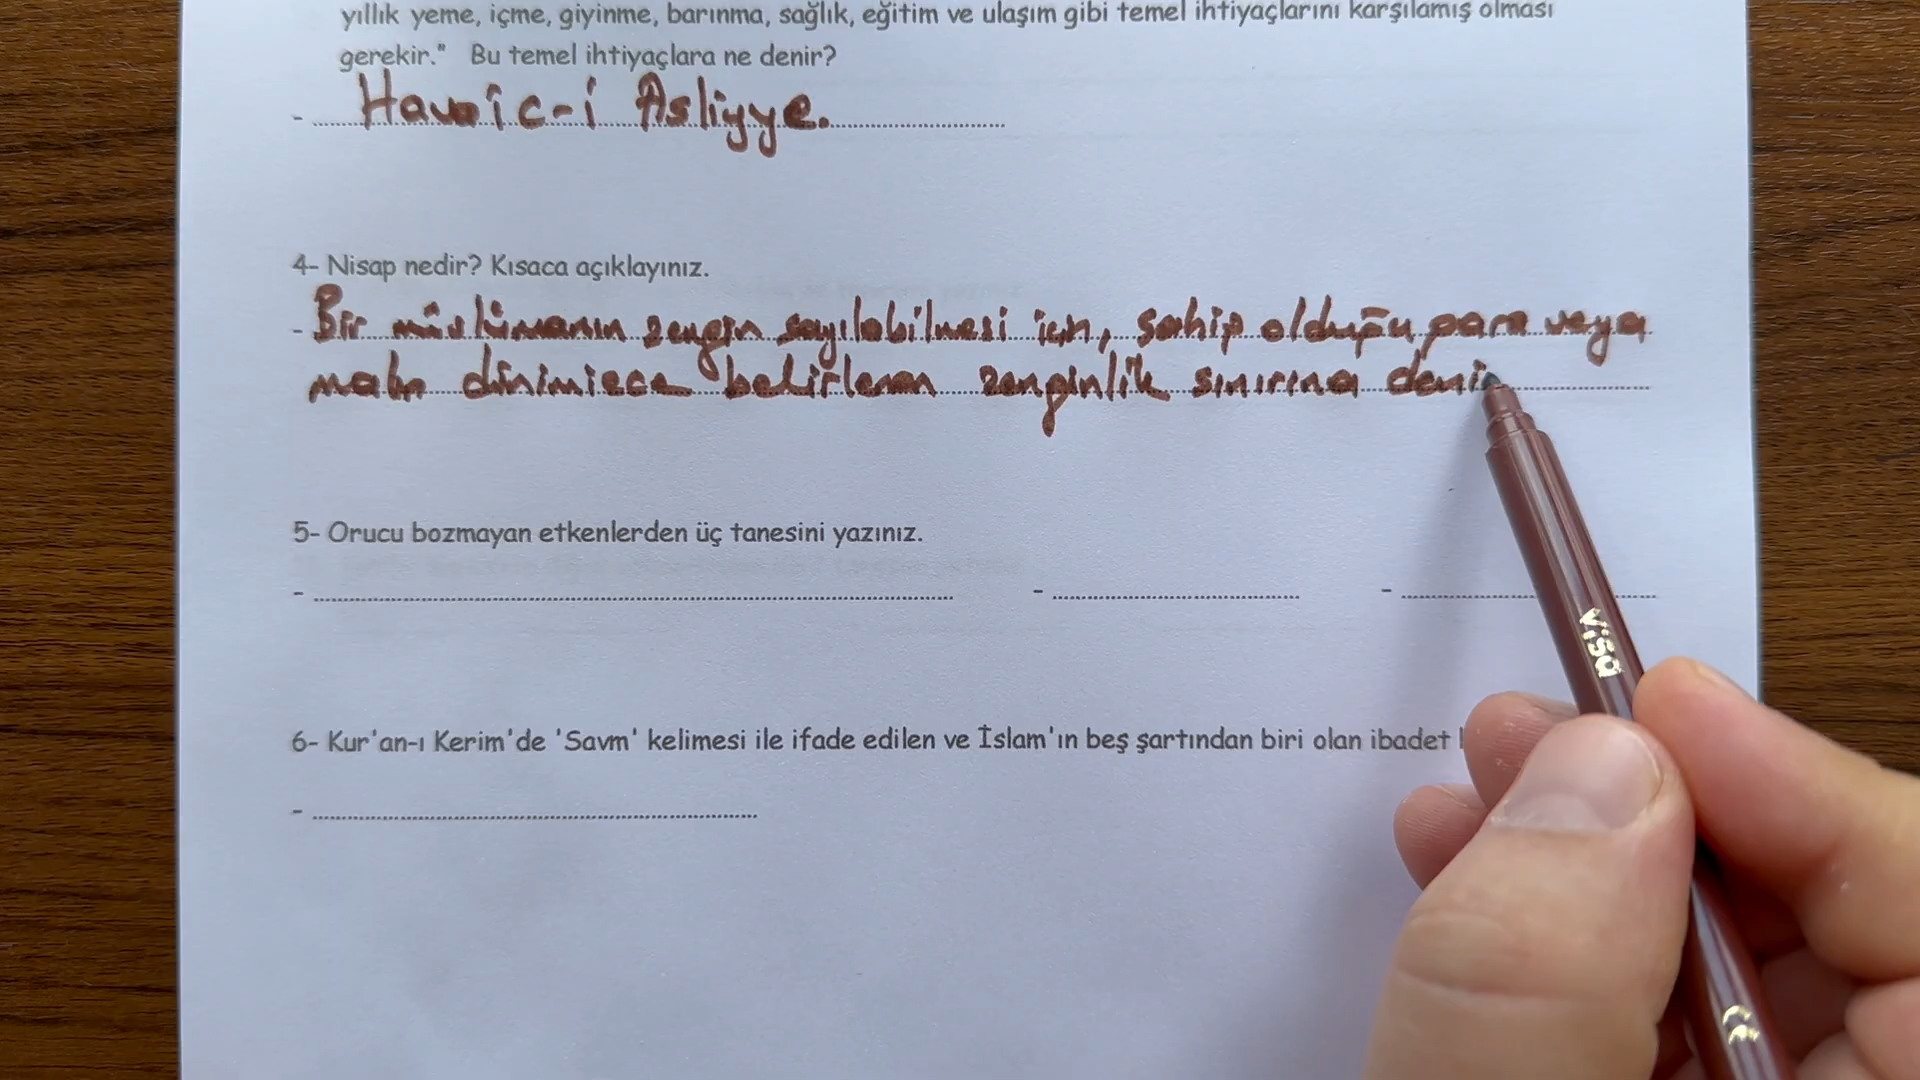 yıllık yeme, içme, giyinme, barınma, sağlık, eğitim ve ulaşım gibi temel ihtiyaçlarını karşılamış olması
gerekir." Bu temel ihtiyaçlara ne denir?
- Havaîc-i Asliyye.
4- Nisap nedir? Kısaca açıklayınız.
- Bir müslümanın zengin sayılabilmesi için, sahip olduğu para veya
malın dinimizce belirlenen zenginlik sınırına denir
5- Orucu bozmayan etkenlerden üç tanesini yazınız.
- - -
6- Kur'an-ı Kerim'de 'Savm' kelimesi ile ifade edilen ve İslam'ın beş şartından biri olan ibadet
-
ViSA